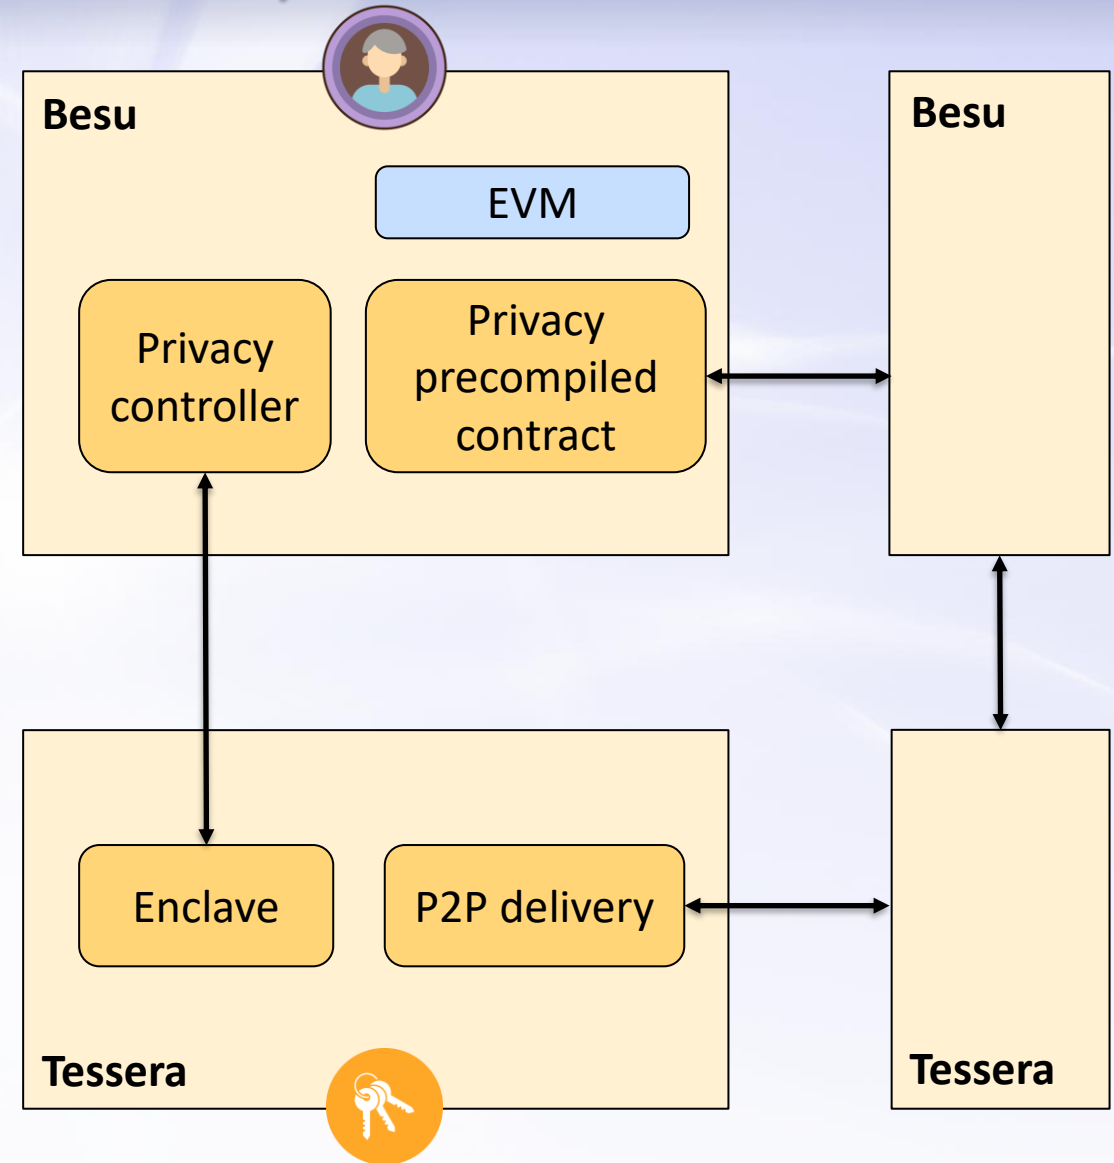 Besu
Besu
EVM
Privacy
controller
Privacy
precompiled
contract
Enclave
P2P delivery
Tessera
Tessera